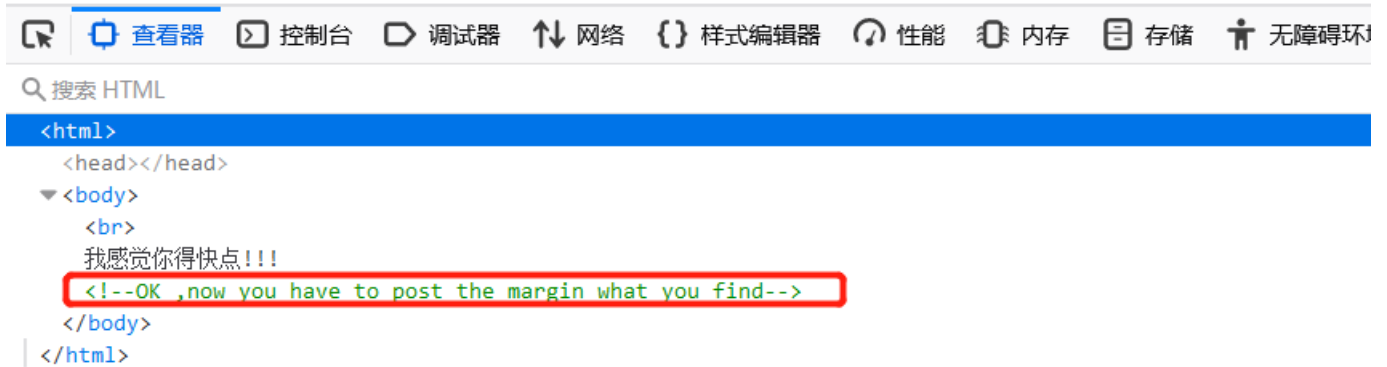 查看器 控制台 调试器 网络 {} 样式编辑器 性能 内存 存储 无障碍环
搜索 HTML
<html>
<head></head>
<body>
<br>
我感觉你得快点!!!
<!--OK ,now you have to post the margin what you find-->
</body>
</html>